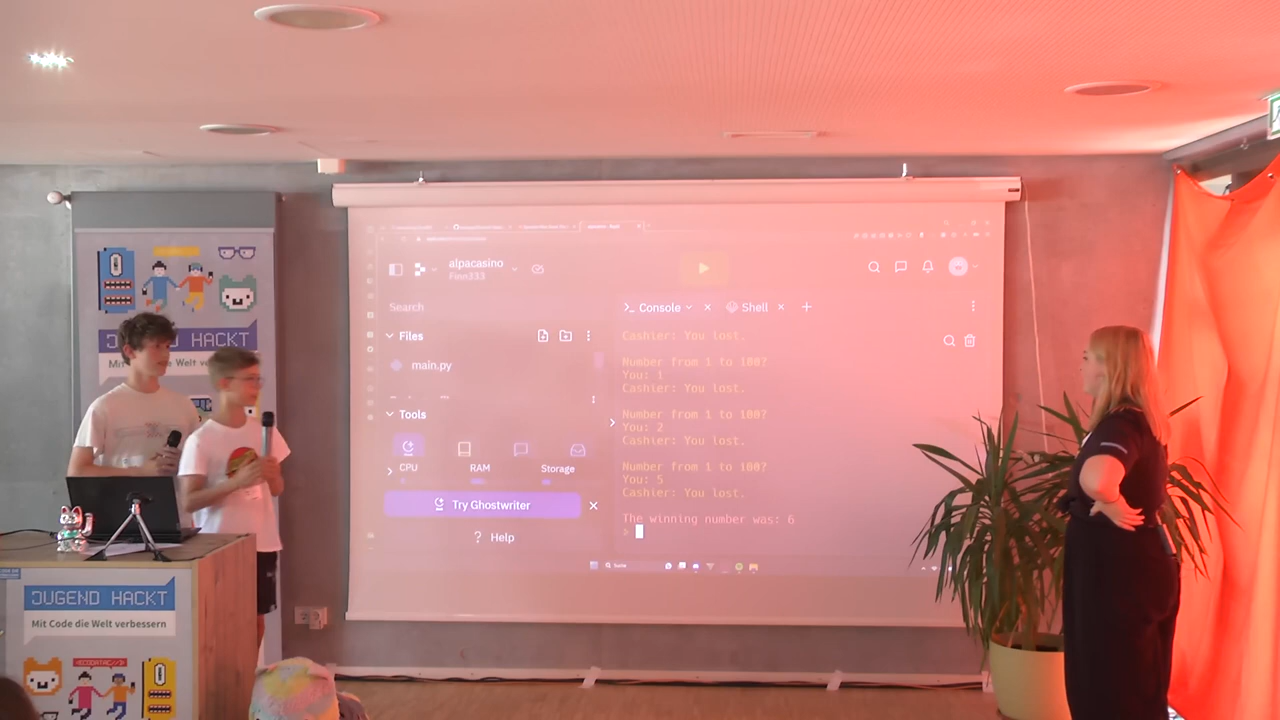 JUGEND HACKT
alpacasino
Finn333
Search
Files
main.py
Tools
CPU
RAM
Storage
Try Ghostwriter
Help
>_ Console
Shell
Cashier: You lost.
Number from 1 to 100?
You: 1
Cashier: You lost.
Number from 1 to 100?
You: 2
Cashier: You lost.
Number from 1 to 100?
You: 5
Cashier: You lost.
The winning number was: 6
JUGEND HACKT
Mit Code die Welt verbessern